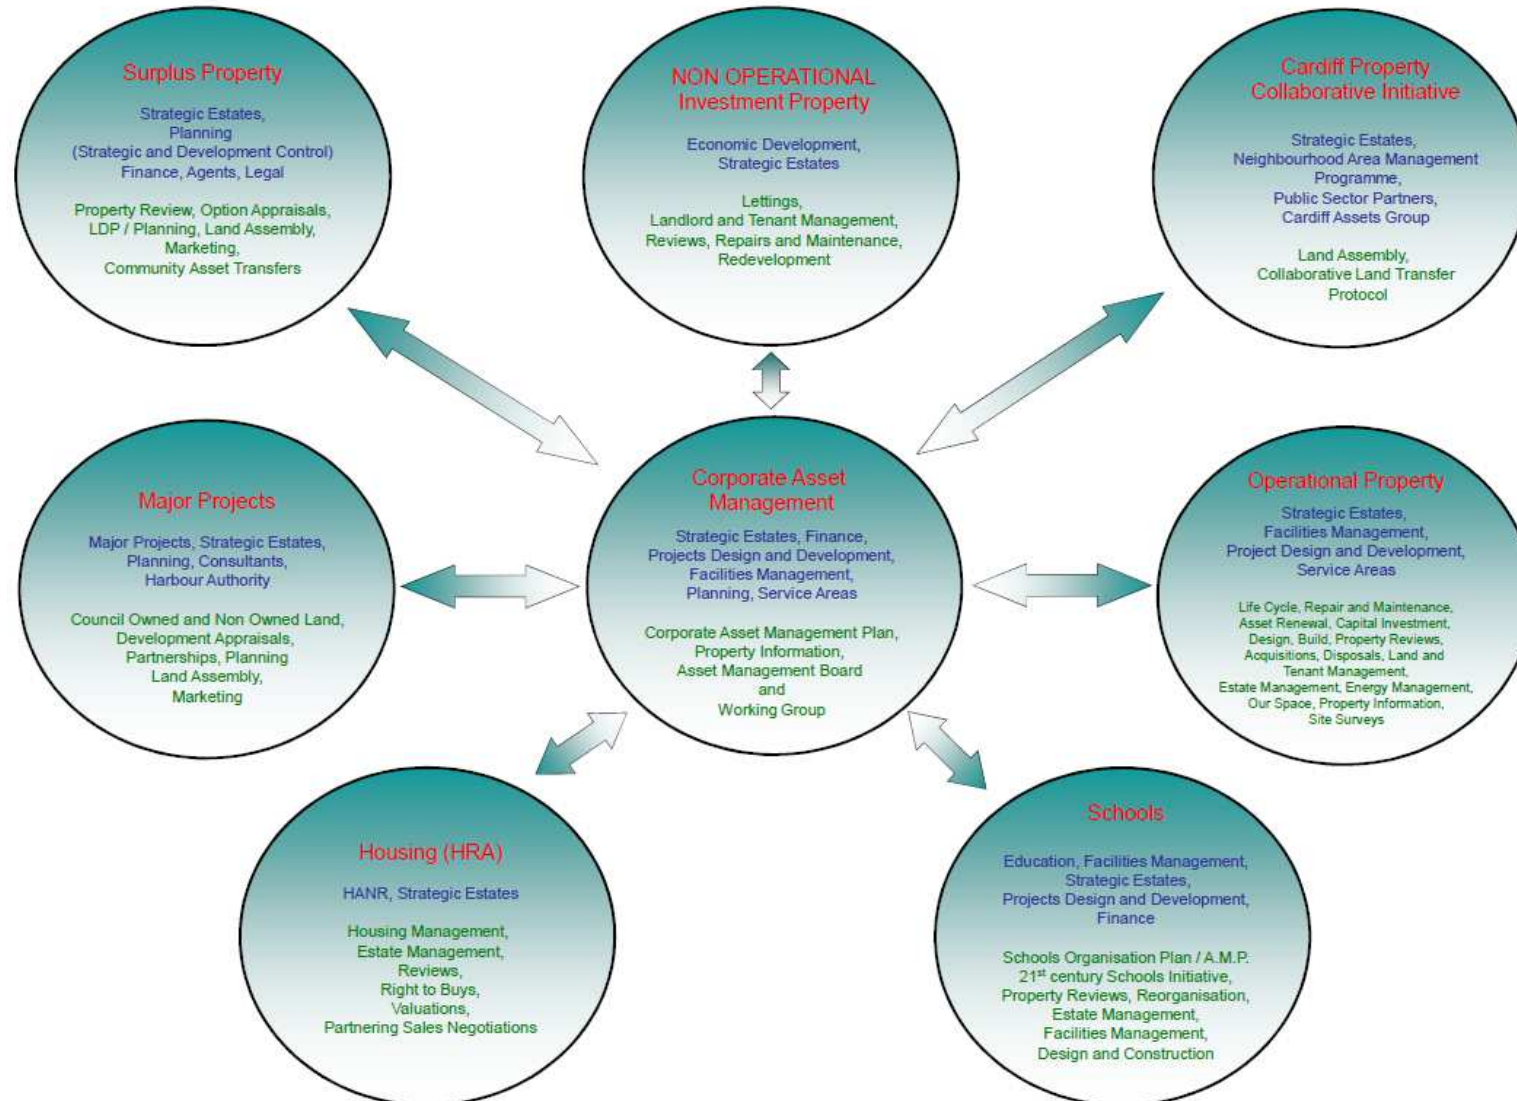 Surplus Property
Strategic Estates,
Planning
(Strategic and Development Control)
Finance, Agents, Legal
Property Review, Option Appraisals,
LDP / Planning, Land Assembly,
Marketing,
Community Asset Transfers
NON OPERATIONAL
Investment Property
Economic Development,
Strategic Estates
Lettings,
Landlord and Tenant Management,
Reviews, Repairs and Maintenance,
Redevelopment
Cardiff Property
Collaborative Initiative
Strategic Estates,
Neighbourhood Area Management
Programme,
Public Sector Partners,
Cardiff Assets Group
Land Assembly,
Collaborative Land Transfer
Protocol
Major Projects
Major Projects, Strategic Estates,
Planning, Consultants,
Harbour Authority
Council Owned and Non Owned Land,
Development Appraisals,
Partnerships, Planning
Land Assembly,
Marketing
Corporate Asset
Management
Strategic Estates, Finance,
Projects Design and Development,
Facilities Management,
Planning, Service Areas
Corporate Asset Management Plan,
Property Information,
Asset Management Board
and
Working Group
Operational Property
Strategic Estates,
Facilities Management,
Project Design and Development,
Service Areas
Life Cycle, Repair and Maintenance,
Asset Renewal, Capital Investment,
Design, Build, Property Reviews,
Acquisitions, Disposals, Land and
Tenant Management,
Estate Management, Energy Management,
Our Space, Property Information,
Site Surveys
Housing (HRA)
HANR, Strategic Estates
Housing Management,
Estate Management,
Reviews,
Right to Buys,
Valuations,
Partnering Sales Negotiations
Schools
Education, Facilities Management,
Strategic Estates,
Projects Design and Development,
Finance
Schools Organisation Plan / A.M.P.
21st century Schools Initiative,
Property Reviews, Reorganisation,
Estate Management,
Facilities Management,
Design and Construction